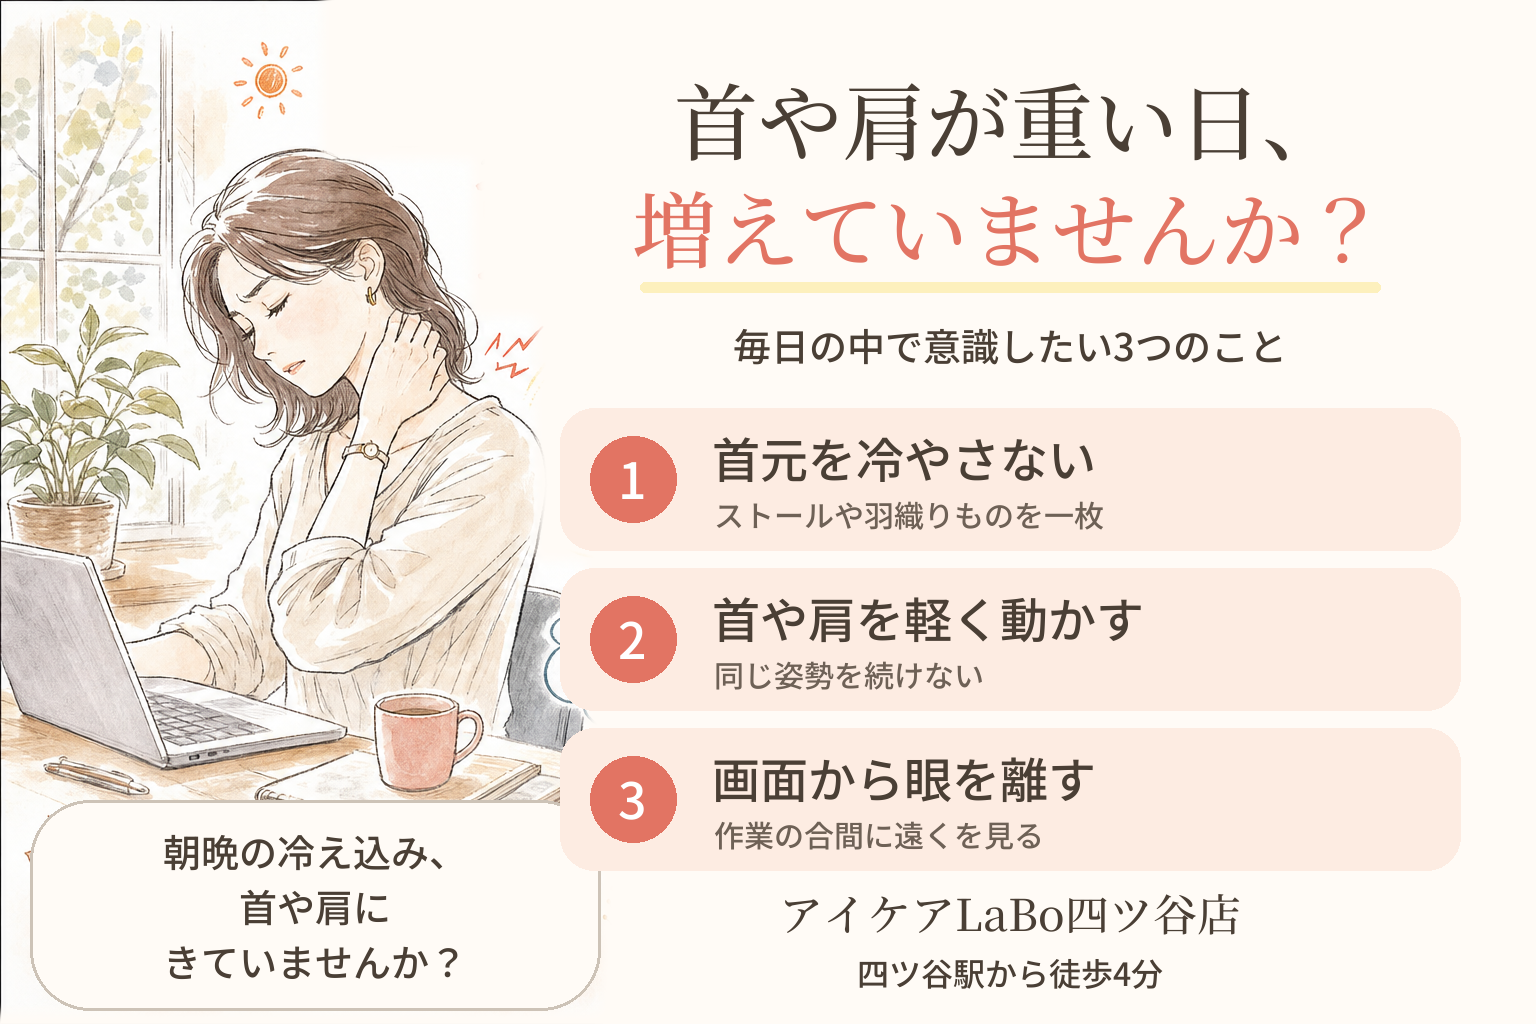 首や肩が重い日、
増えていませんか？
毎日の中で意識したい3つのこと
1
首元を冷やさない
ストールや羽織りものを一枚
2
首や肩を軽く動かす
同じ姿勢を続けない
3
画面から眼を離す
作業の合間に遠くを見る
朝晩の冷え込み、
首や肩に
きていませんか？
アイケアLaBo四ツ谷店
四ツ谷駅から徒歩4分